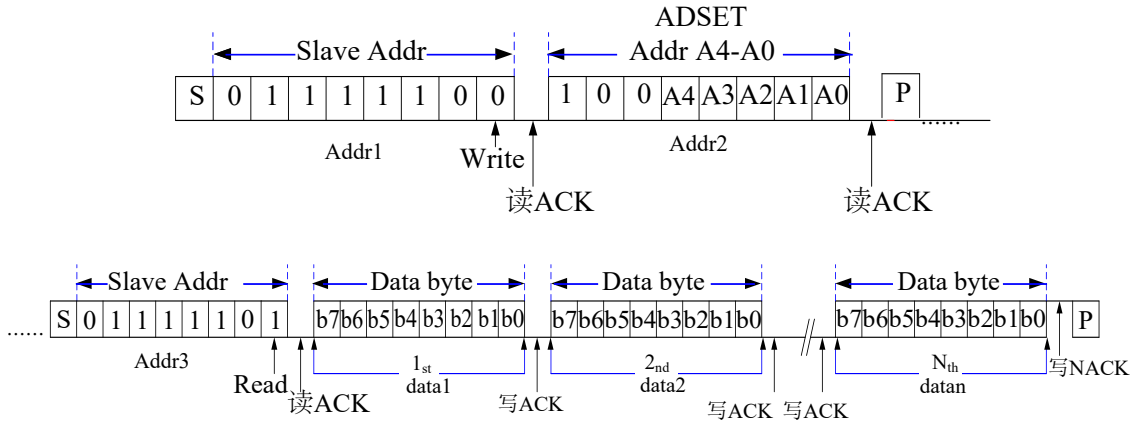 ADSET
Slave Addr Addr A4-A0
S 0 1 1 1 1 1 0 0 1 0 0 A4 A3 A2 A1 A0 P
......
Addr1 Write Addr2
读ACK 读ACK
Slave Addr Data byte Data byte Data byte
...... S 0 1 1 1 1 1 0 1 b7 b6 b5 b4 b3 b2 b1 b0 b7 b6 b5 b4 b3 b2 b1 b0 // b7 b6 b5 b4 b3 b2 b1 b0 P
Addr3 1st 2nd Nth
Read data1 data2 datan 写NACK
读ACK 写ACK 写ACK 写ACK